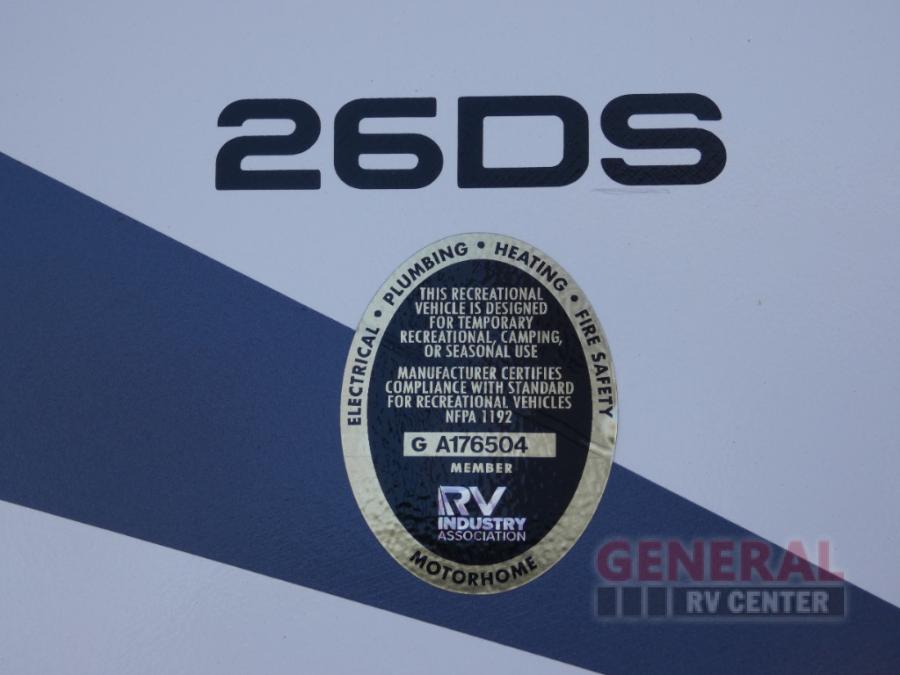 26DS
ELECTRICAL • PLUMBING • HEATING • FIRE SAFETY
THIS RECREATIONAL
VEHICLE IS DESIGNED
FOR TEMPORARY
RECREATIONAL, CAMPING,
OR SEASONAL USE
MANUFACTURER CERTIFIES
COMPLIANCE WITH STANDARD
FOR RECREATIONAL VEHICLES
NFPA 1192
G A176504
MEMBER
RV
INDUSTRY
ASSOCIATION
MOTORHOME
GENERAL
RV CENTER